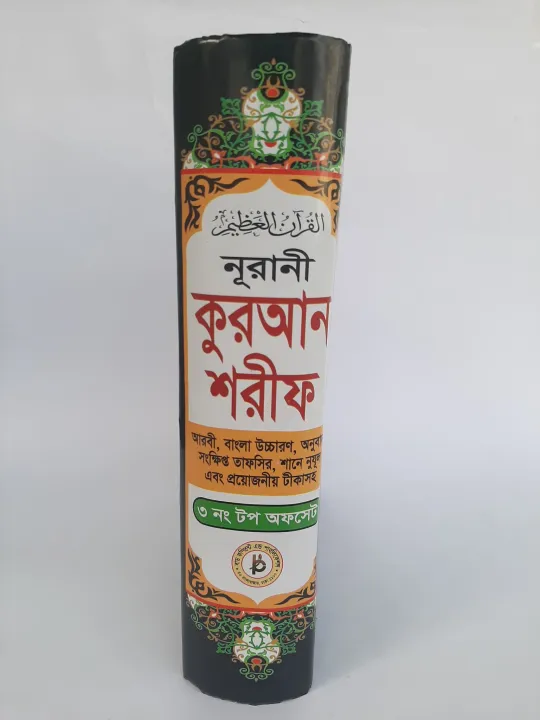 القرآن العظيم
নূরানী
কুরআন
শরীফ
আরবী, বাংলা উচ্চারণ, অনুবাদ
সংক্ষিপ্ত তাফসির, শানে নুযূল
এবং প্রয়োজনীয় টীকাসহ
৩ নং টপ অফসেট